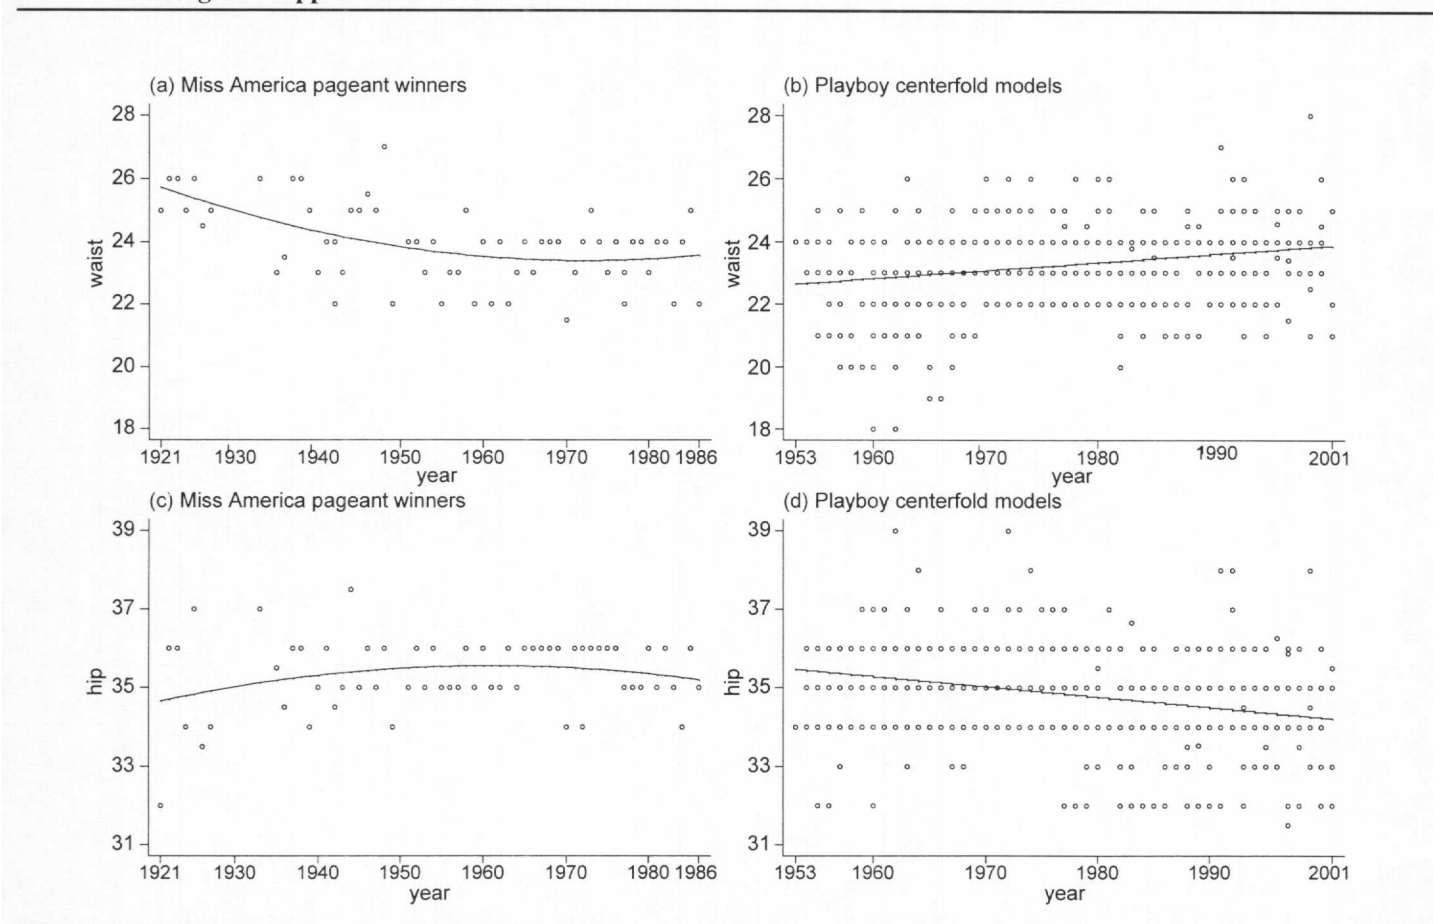 (a) Miss America pageant winners
28
26
24
22
20
18
waist
1921 1930 1940 1950 1960 1970 1980 1986
year
(b) Playboy centerfold models
28
26
24
22
20
18
waist
1953 1960 1970 1980 1990 2001
year
(c) Miss America pageant winners
39
37
35
33
31
hip
1921 1930 1940 1950 1960 1970 1980 1986
year
(d) Playboy centerfold models
39
37
35
33
31
hip
1953 1960 1970 1980 1990 2001
year